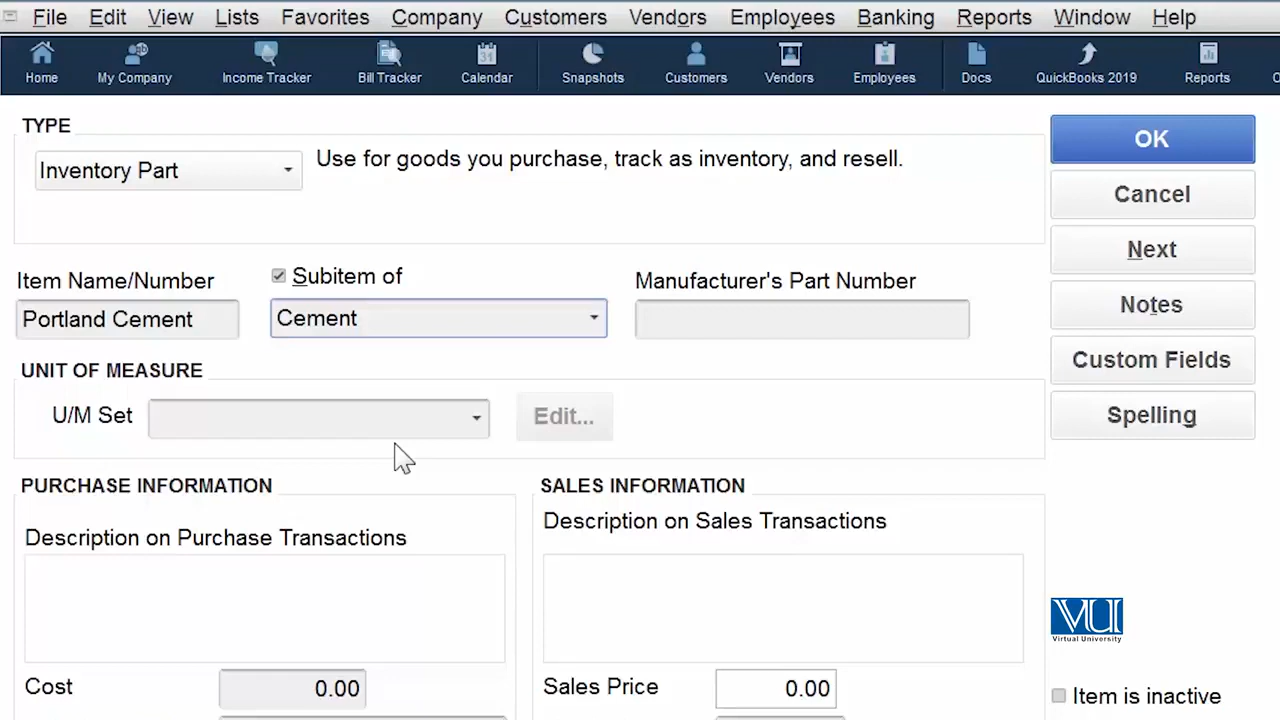 File Edit View Lists Favorites Company Customers Vendors Employees Banking Reports Window Help
Home My Company Income Tracker Bill Tracker Calendar Snapshots Customers Vendors Employees Docs QuickBooks 2019 Reports
31
TYPE
Inventory Part
Use for goods you purchase, track as inventory, and resell.
OK
Cancel
Next
Notes
Custom Fields
Spelling
Item Name/Number
Subitem of
Manufacturer's Part Number
Portland Cement
Cement
UNIT OF MEASURE
U/M Set
Edit...
PURCHASE INFORMATION
SALES INFORMATION
Description on Purchase Transactions
Description on Sales Transactions
VU
Virtual University
Cost 0.00
Sales Price 0.00
Item is inactive